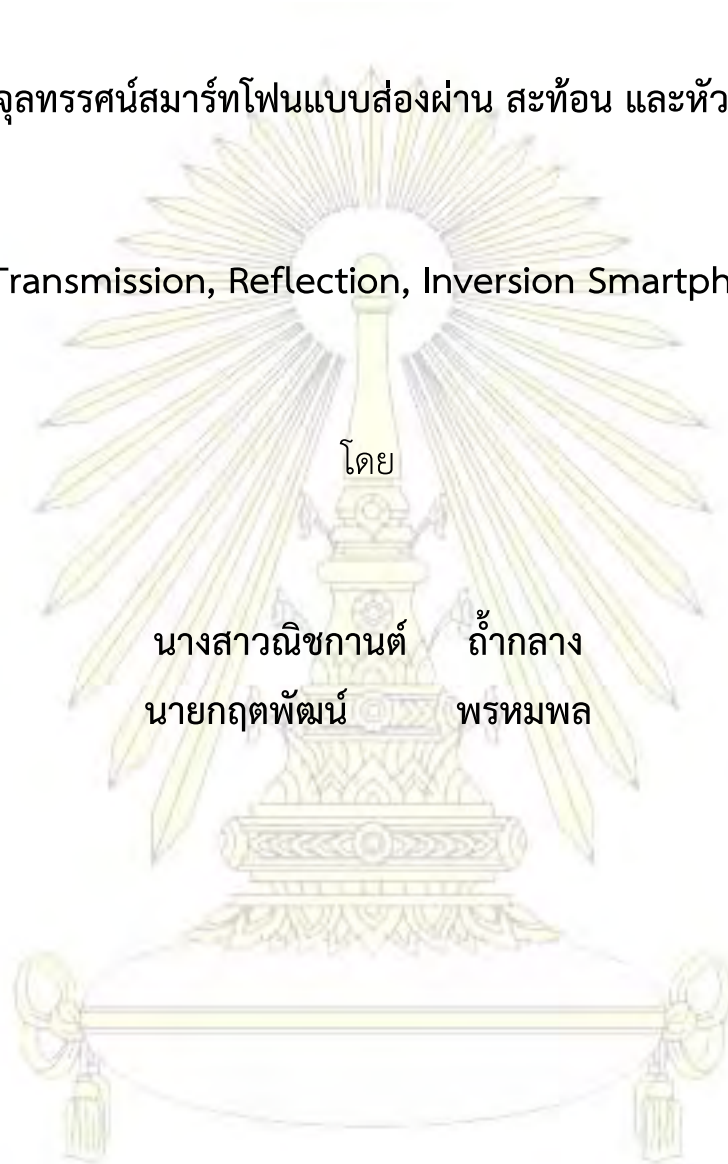 จุลทรรศน์สมาร์ทโฟนแบบส่องผ่าน สะท้อน และหัว
Transmission, Reflection, Inversion Smartph
โดย
นางสาวณิชกานต์ ถ้ำกลาง
นายกฤตพัฒน์ พรหมพล